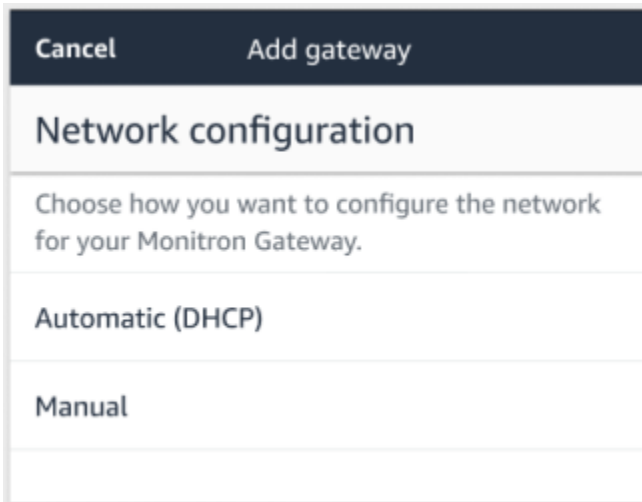 Cancel Add gateway
Network configuration
Choose how you want to configure the network
for your Monitron Gateway.
Automatic (DHCP)
Manual